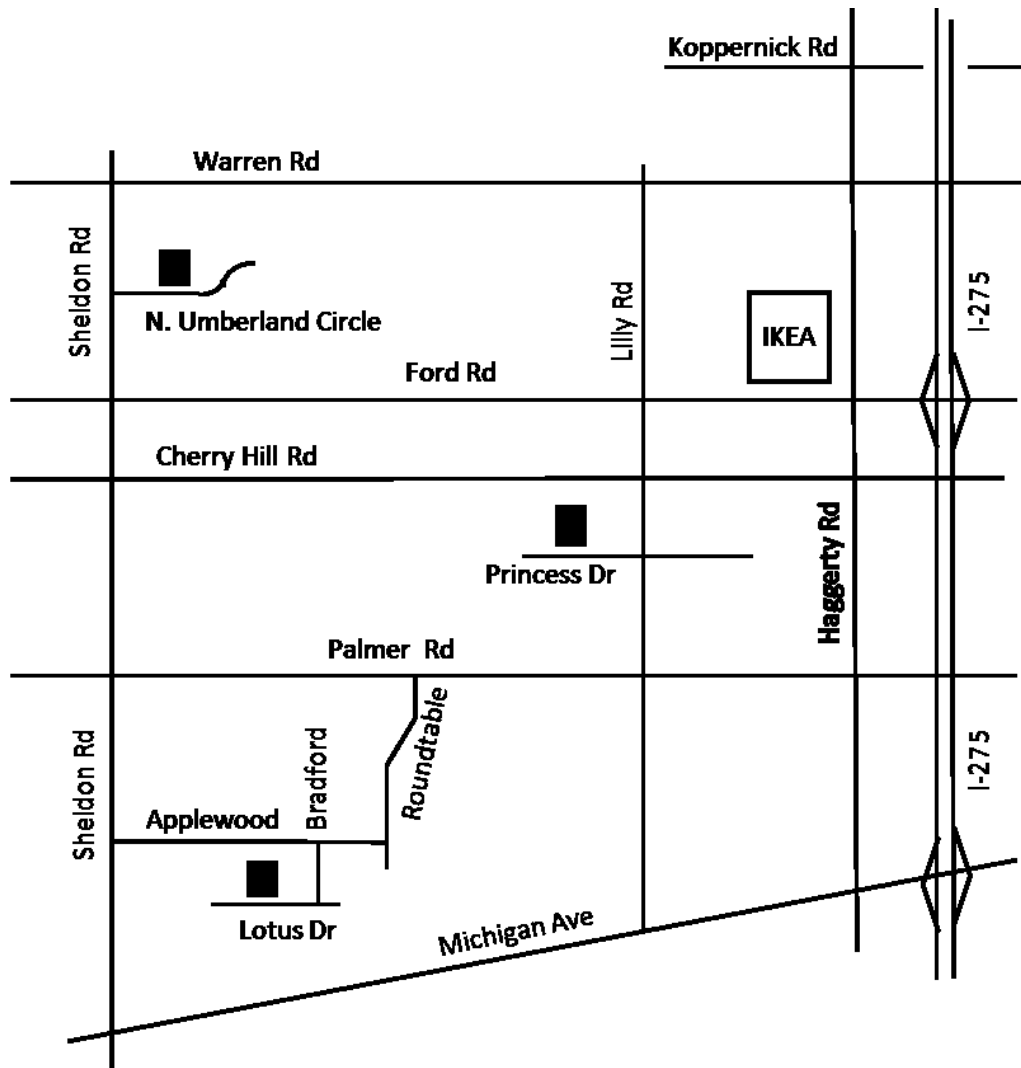 Koppernick Rd
Warren Rd
Sheldon Rd
N. Umberland Circle
Lilly Rd
IKEA
I-275
Ford Rd
Cherry Hill Rd
Haggerty Rd
Princess Dr
Palmer Rd
Roundtable
Bradford
Sheldon Rd
I-275
Applewood
Lotus Dr
Michigan Ave